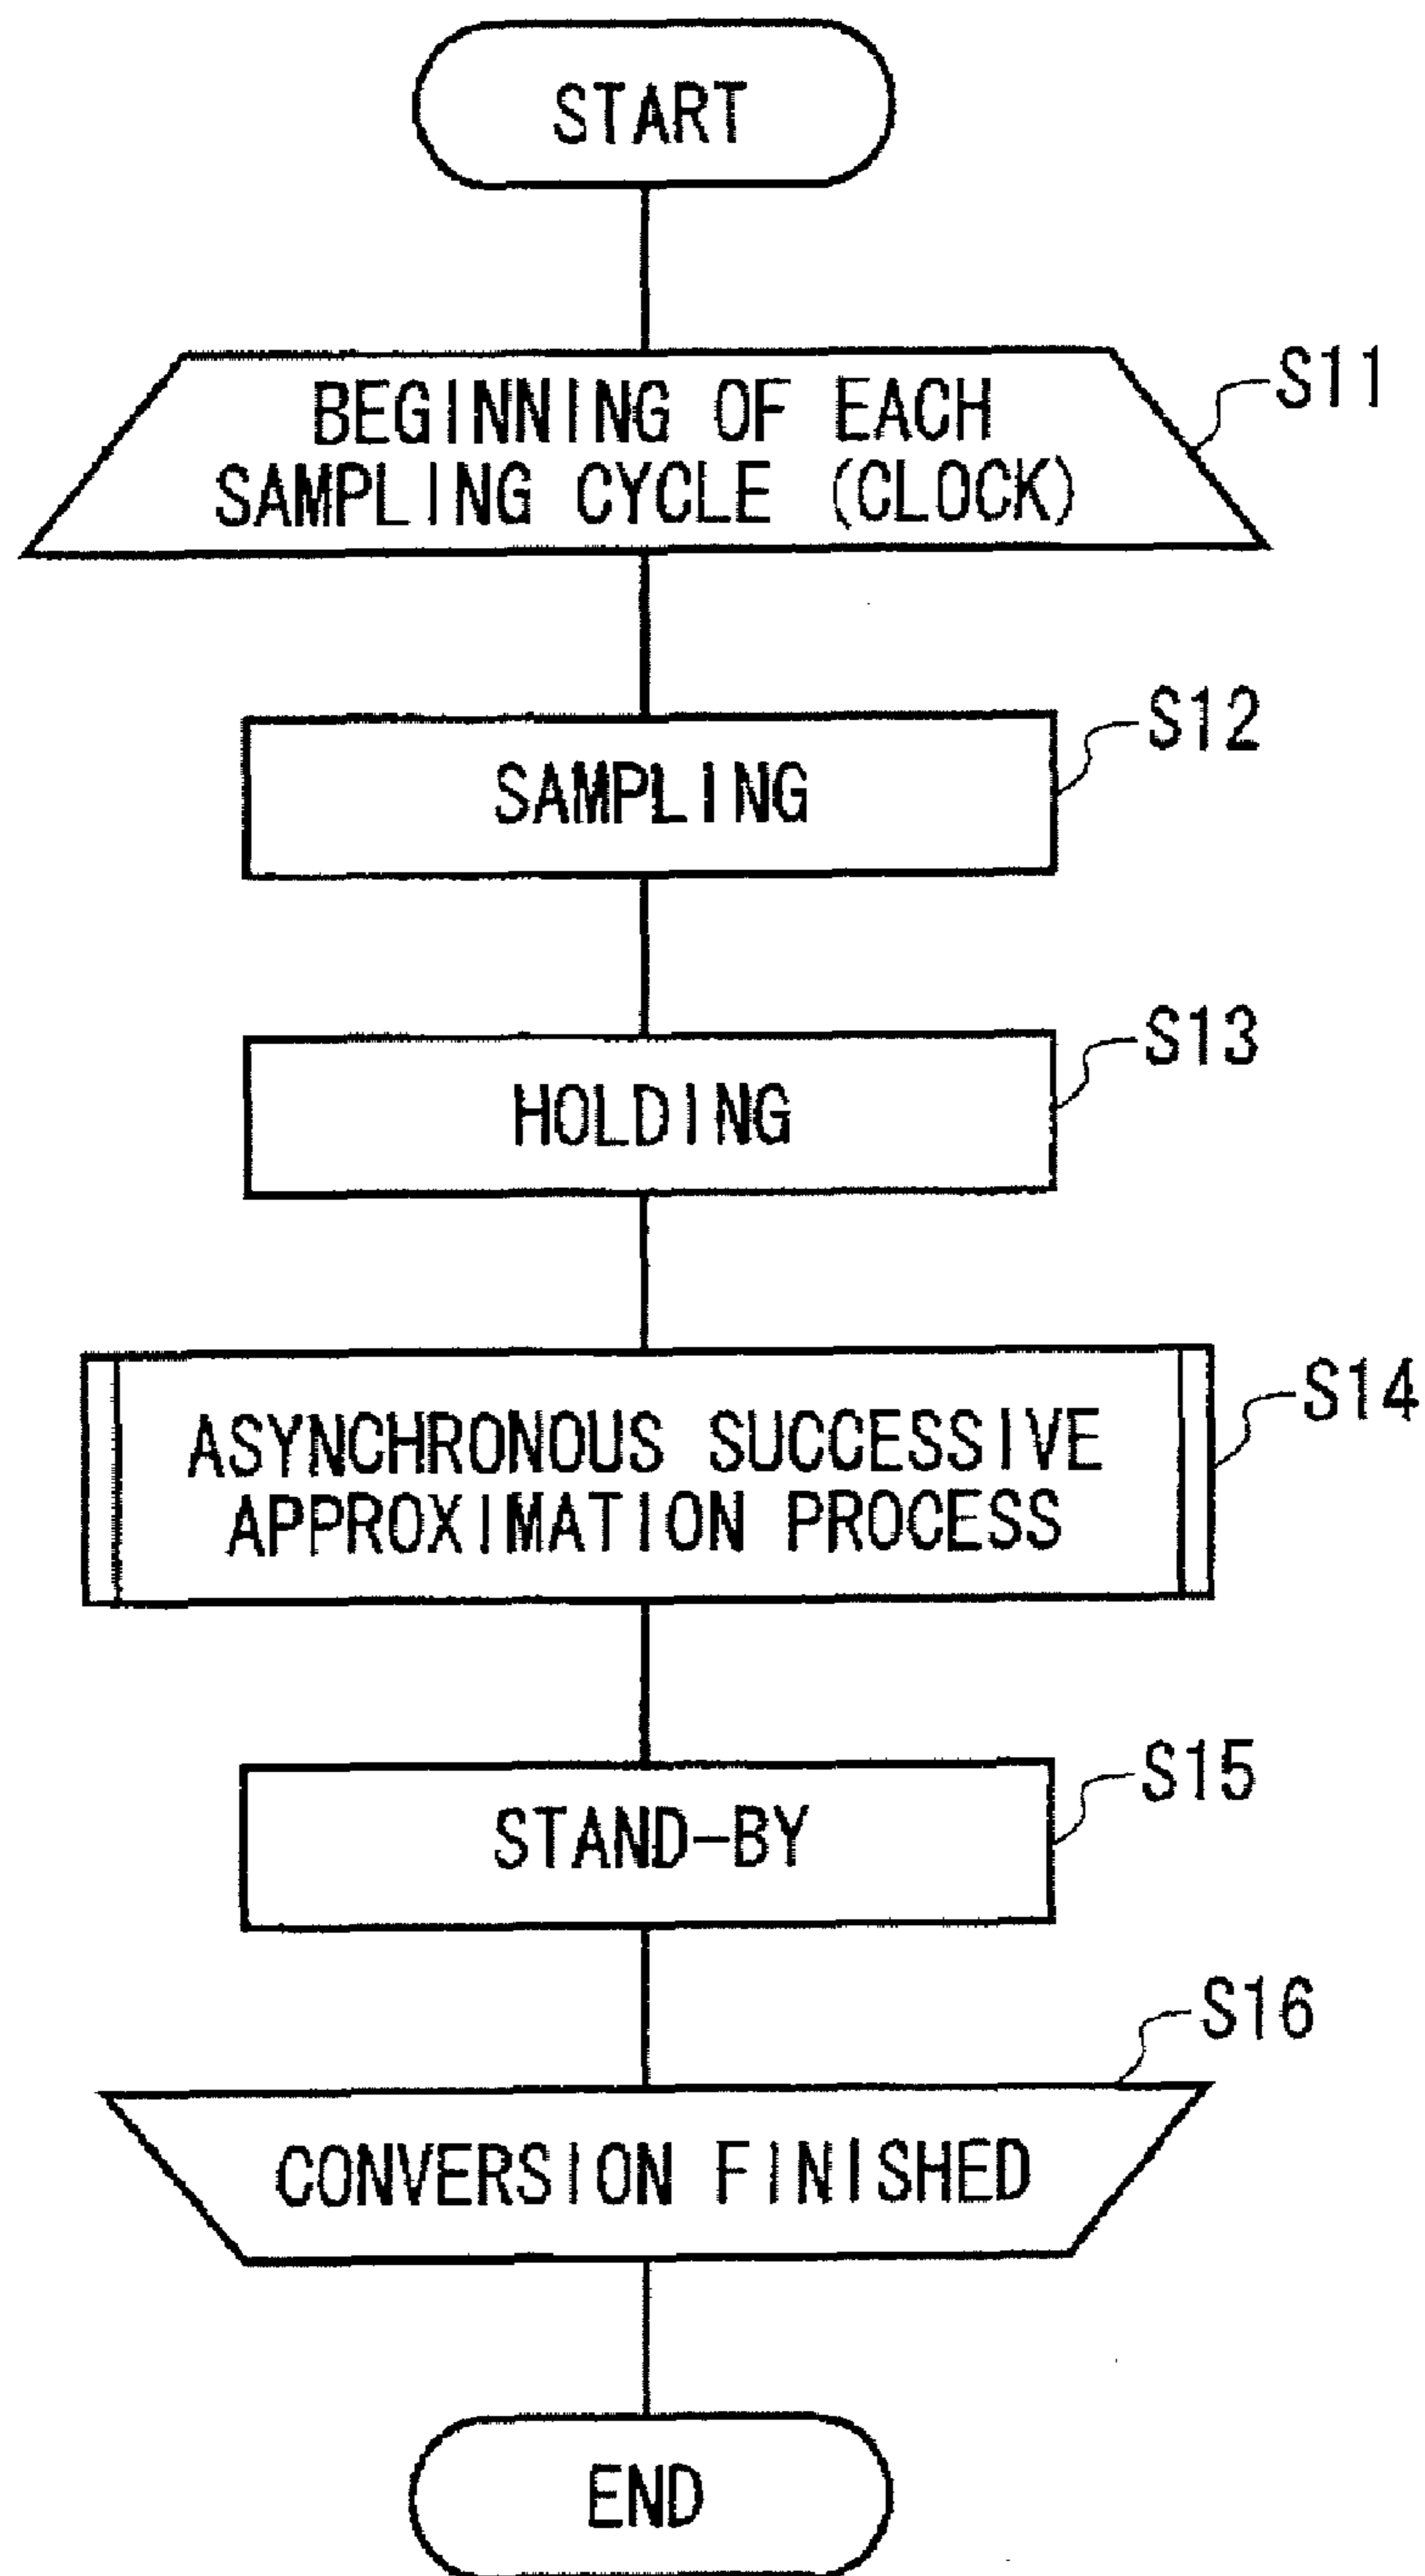 START
BEGINNING OF EACH
SAMPLING CYCLE (CLOCK)
S11
SAMPLING
S12
HOLDING
S13
ASYNCHRONOUS SUCCESSIVE
APPROXIMATION PROCESS
S14
STAND-BY
S15
CONVERSION FINISHED
S16
END